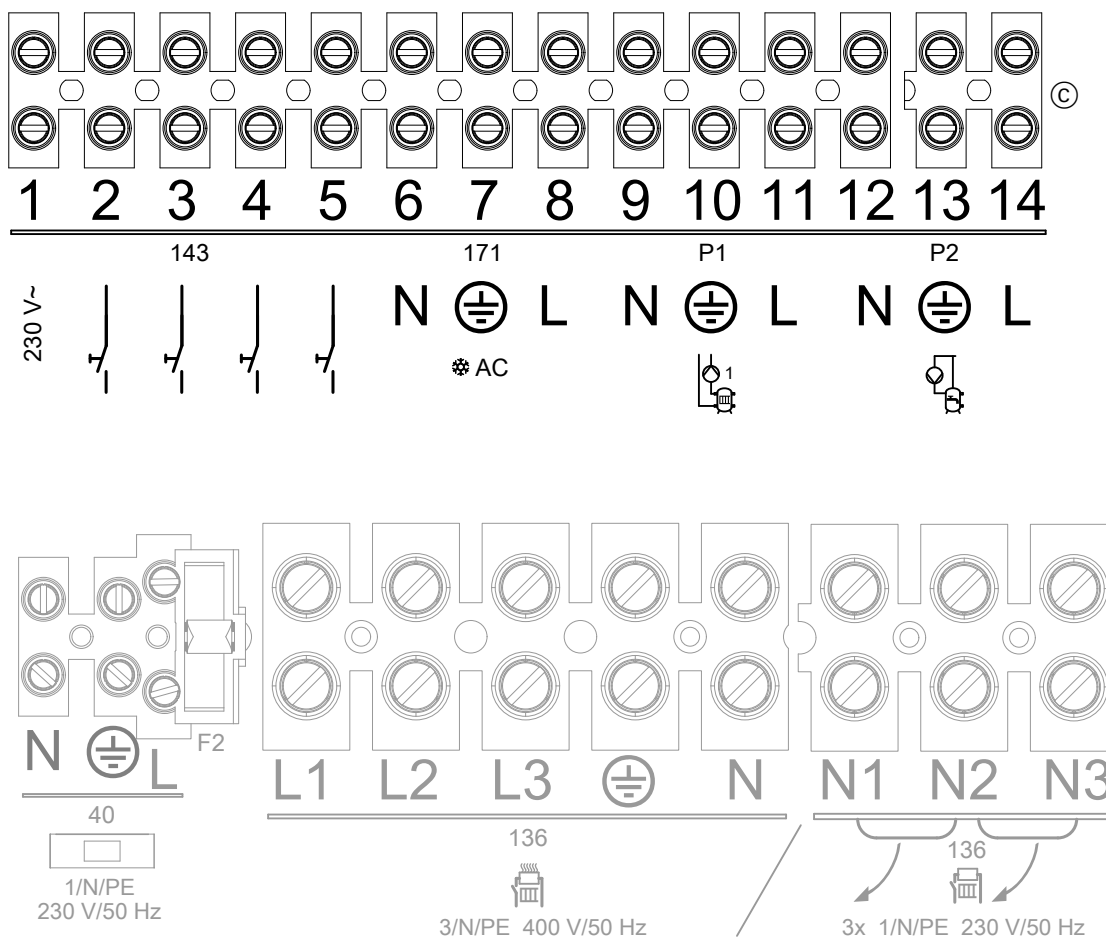 ©
1 2 3 4 5 6 7 8 9 10 11 12 13 14
143 171 P1 P2
230 V~
N L N L N L
AC
1
F2
N L L1 L2 L3 N N1 N2 N3
40
136
136
1/N/PE
230 V/50 Hz
3/N/PE 400 V/50 Hz
3x 1/N/PE 230 V/50 Hz